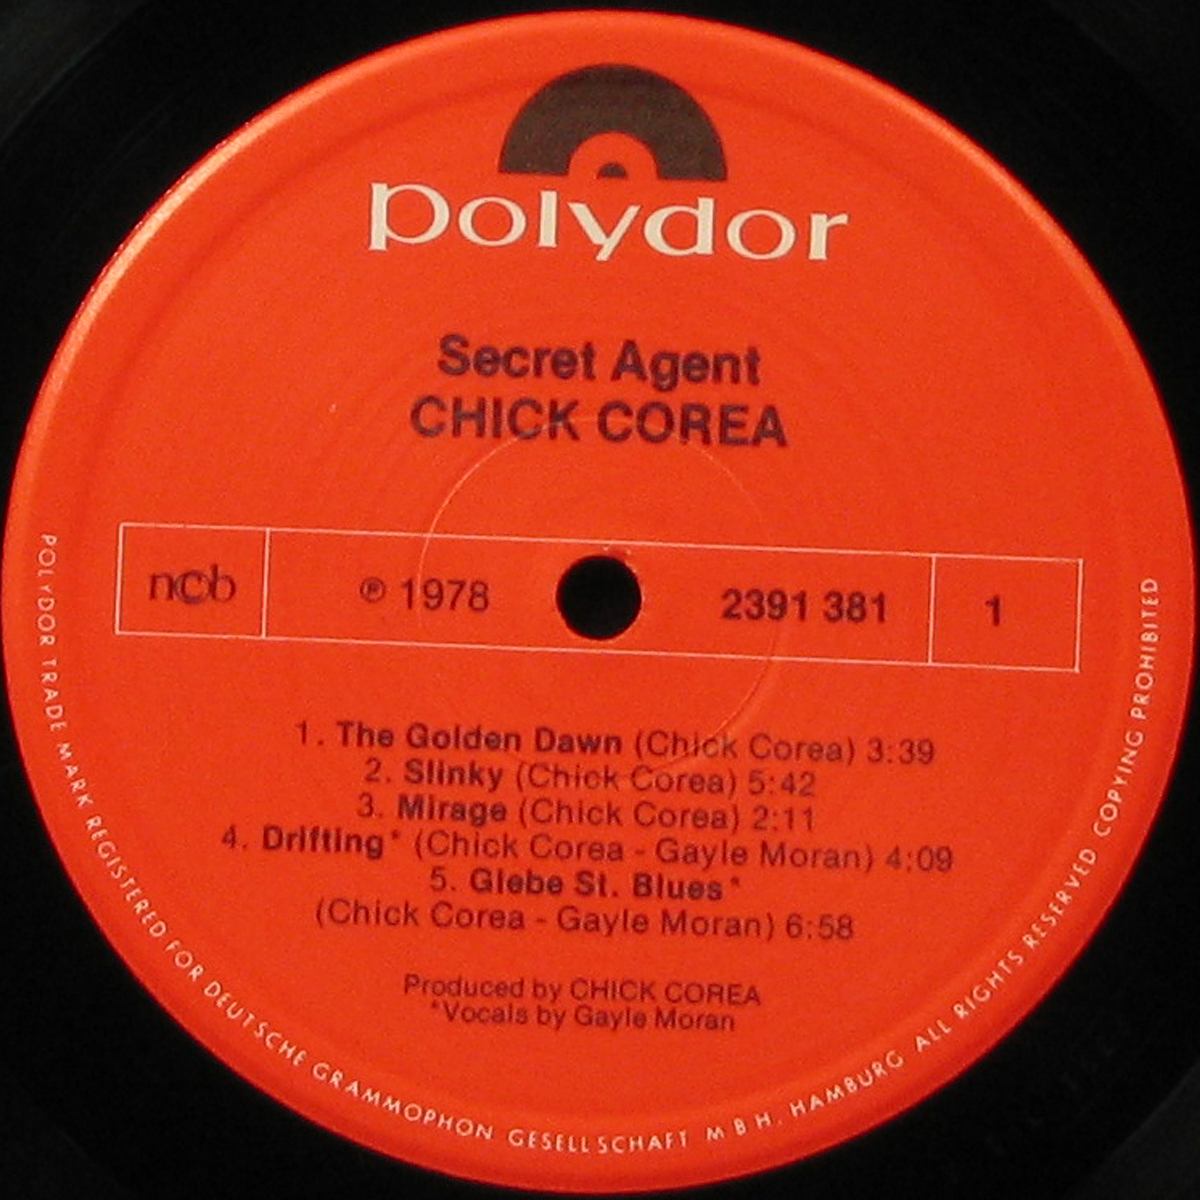 polydor
Secret Agent
CHICK COREA
ncb ℗ 1978 2391 381 1
1. The Golden Dawn (Chick Corea) 3:39
2. Slinky (Chick Corea) 5:42
3. Mirage (Chick Corea) 2:11
4. Drifting* (Chick Corea - Gayle Moran) 4:09
5. Glebe St. Blues*
(Chick Corea - Gayle Moran) 6:58
Produced by CHICK COREA
*Vocals by Gayle Moran
POLYDOR TRADE MARK REGISTERED FOR DEUTSCHE GRAMMOPHON GESELLSCHAFT M B H. HAMBURG ALL RIGHTS RESERVED COPYING PROHIBITED